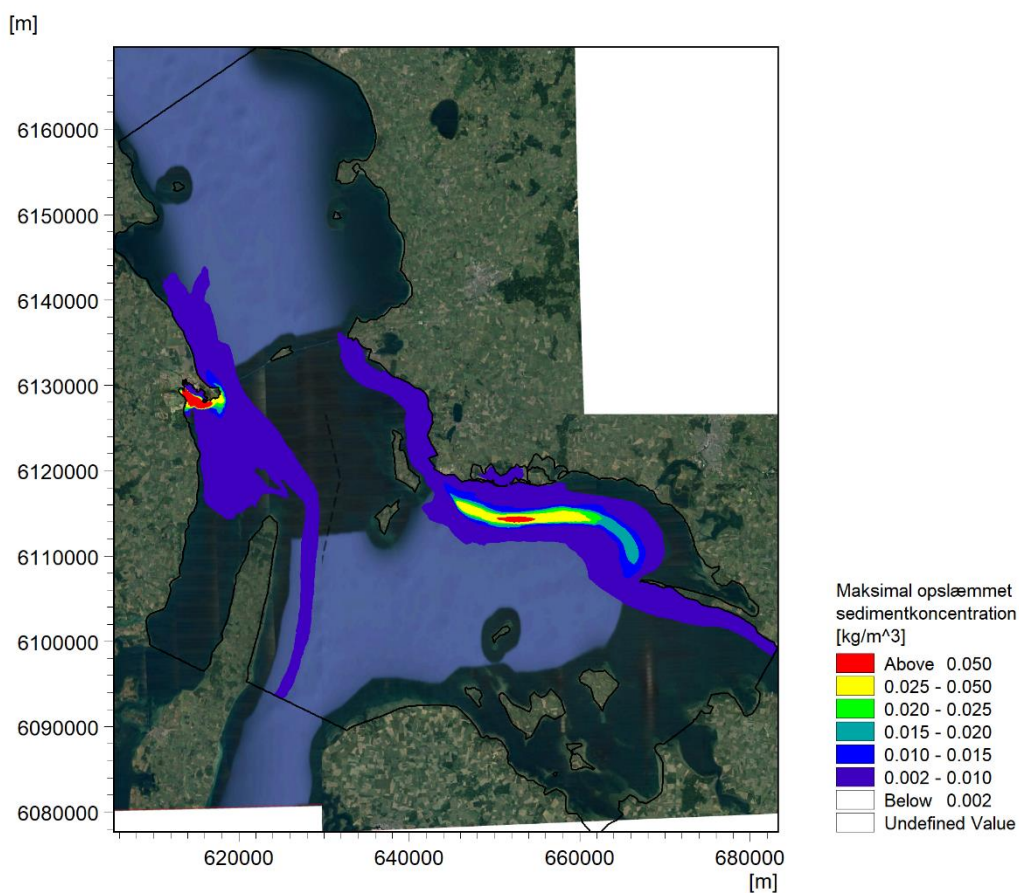 [m]
6160000
6150000
6140000
6130000
6120000
6110000
6100000
6090000
6080000
620000
640000
660000
680000
[m]
Maksimal opslæmmet
sedimentkoncentration
[kg/m^3]
Above 0.050
0.025 - 0.050
0.020 - 0.025
0.015 - 0.020
0.010 - 0.015
0.002 - 0.010
Below 0.002
Undefined Value